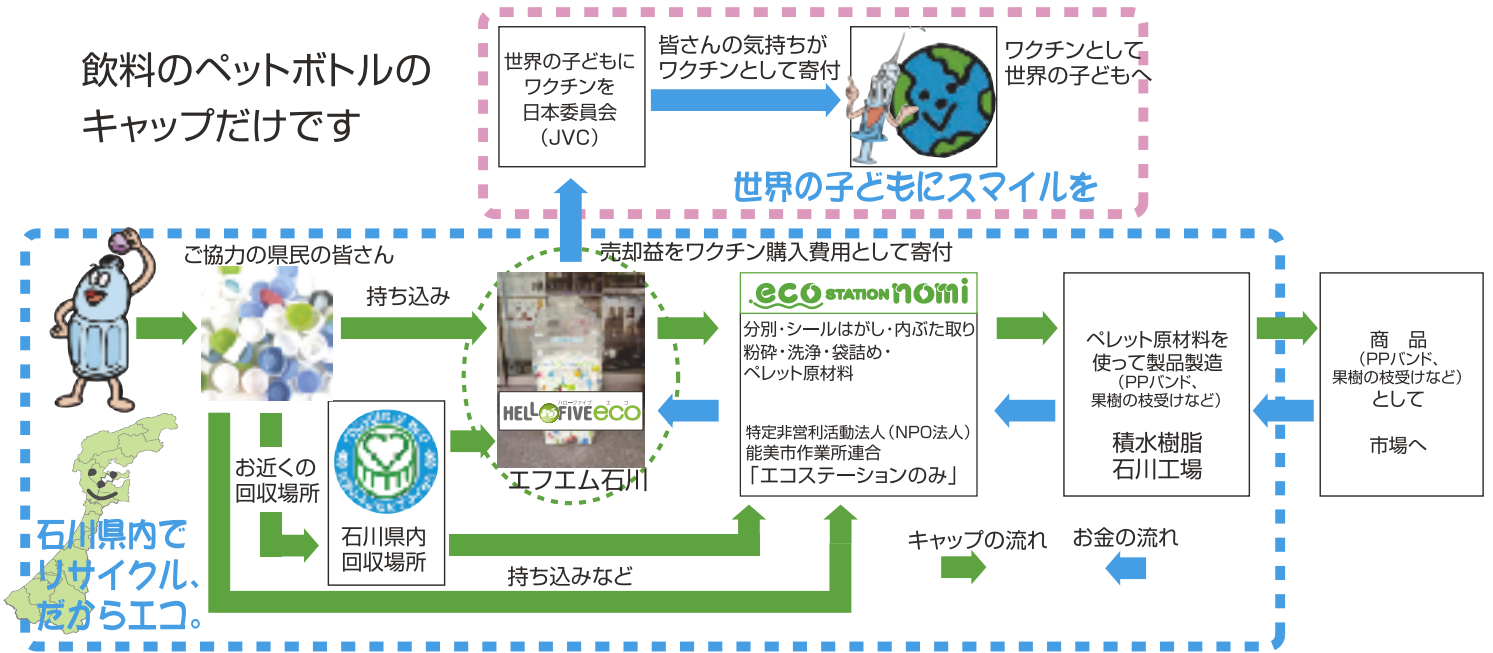 飲料のペットボトルの
キャップだけです
世界の子どもに
ワクチンを
日本委員会
（JVC）
皆さんの気持ちが
ワクチンとして寄付
ワクチンとして
世界の子どもへ
世界の子どもにスマイルを
ご協力の県民の皆さん
持ち込み
売却益をワクチン購入費用として寄付
HELLO FIVE eco
ハローファイブ エコ
エフエム石川
eco STATION nomi
分別・シールはがし・内ぶた取り
粉砕・洗浄・袋詰め・
ペレット原材料
特定非営利活動法人（NPO法人）
能美市作業所連合
「エコステーションのみ」
ペレット原材料を
使って製品製造
（PPバンド、
果樹の枝受けなど）
積水樹脂
石川工場
商　品
（PPバンド、
果樹の枝受けなど）
として
市場へ
お近くの
回収場所
石川県内
回収場所
持ち込みなど
キャップの流れ
お金の流れ
石川県内で
リサイクル、
だからエコ。